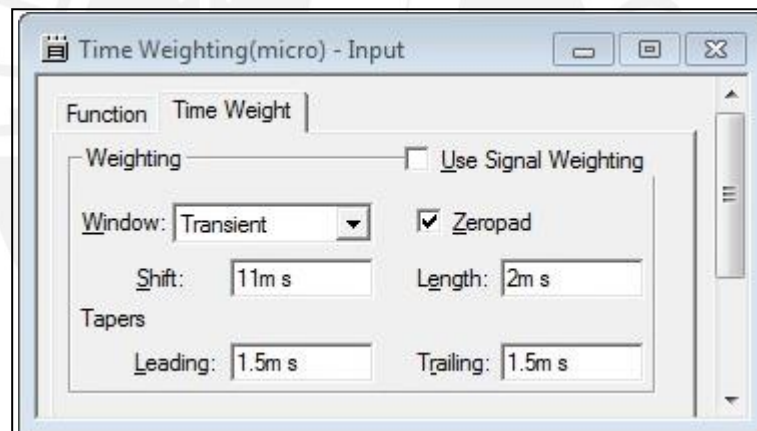 Time Weighting(micro) - Input
Function Time Weight
Weighting Use Signal Weighting
Window: Transient Zeropad
Shift: 11m s Length: 2m s
Tapers
Leading: 1.5m s Trailing: 1.5m s